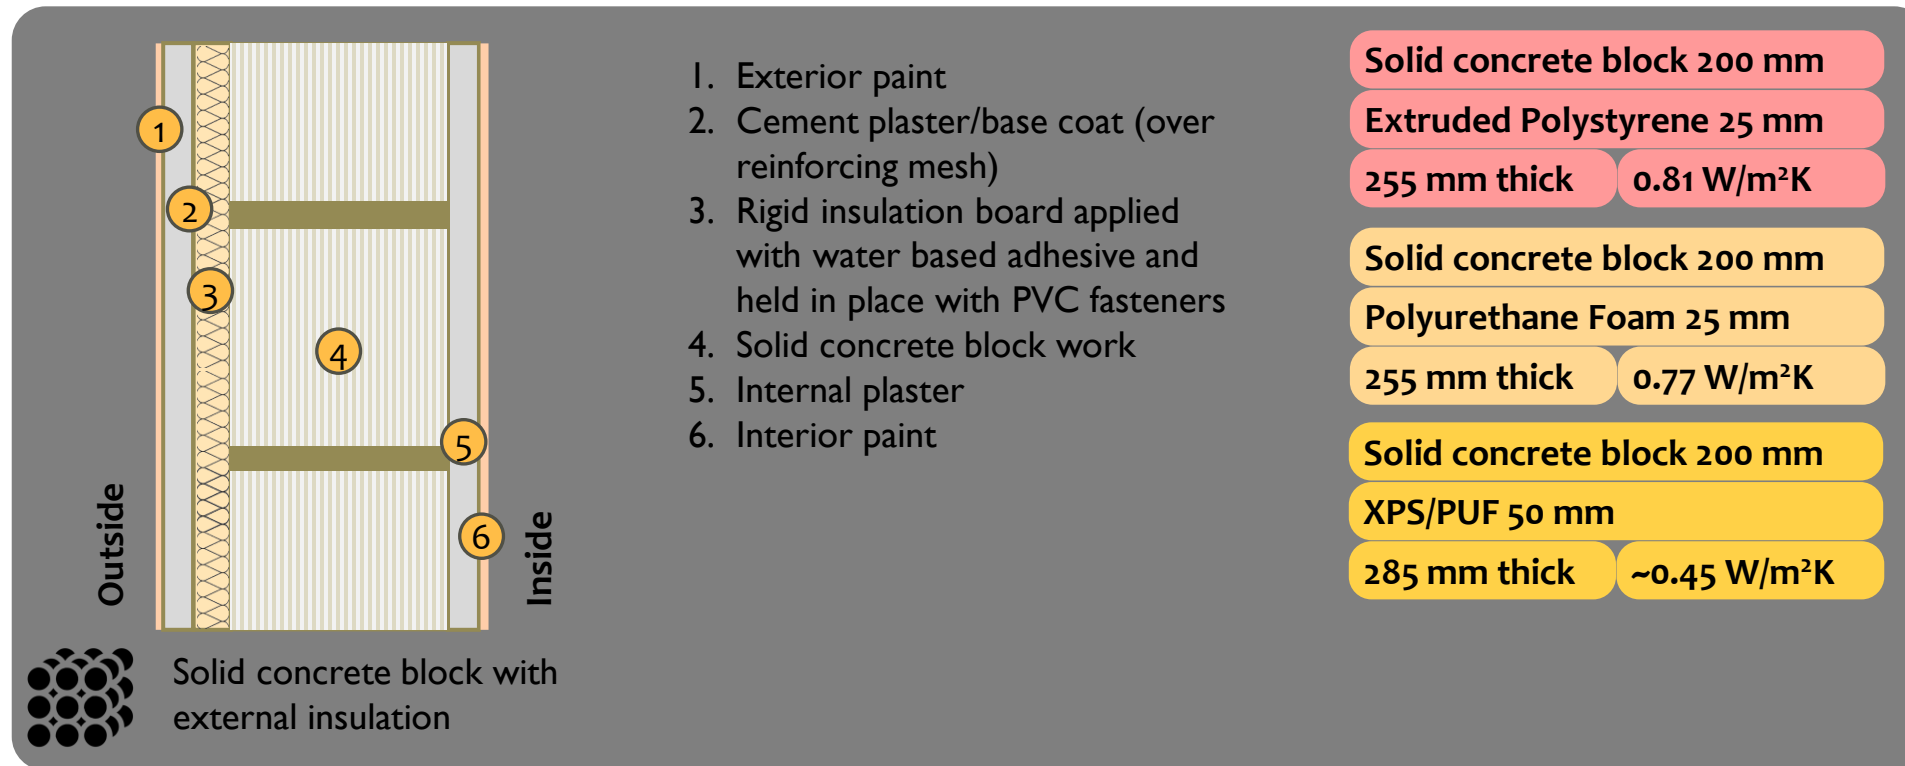 1
2
3
4
5
6
Outside
Inside
Solid concrete block with
external insulation
1. Exterior paint
2. Cement plaster/base coat (over
reinforcing mesh)
3. Rigid insulation board applied
with water based adhesive and
held in place with PVC fasteners
4. Solid concrete block work
5. Internal plaster
6. Interior paint
Solid concrete block 200 mm
Extruded Polystyrene 25 mm
255 mm thick 0.81 W/m²K
Solid concrete block 200 mm
Polyurethane Foam 25 mm
255 mm thick 0.77 W/m²K
Solid concrete block 200 mm
XPS/PUF 50 mm
285 mm thick ~0.45 W/m²K